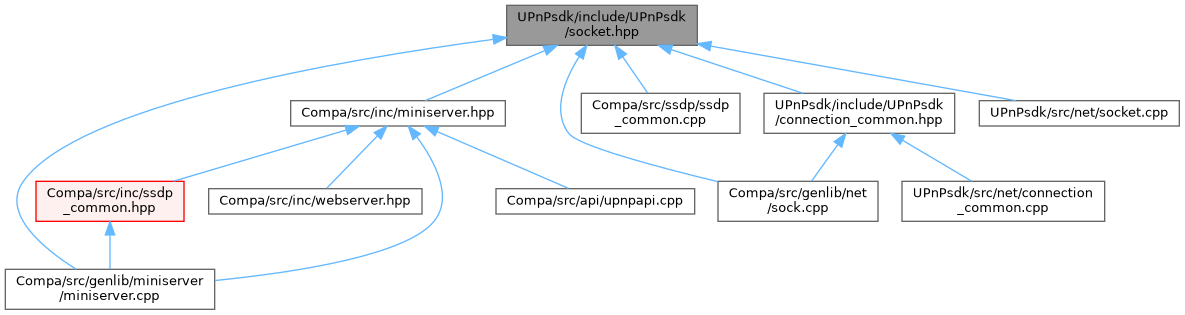 UPnPsdk/include/UPnPsdk
/socket.hpp
Compa/src/inc/miniserver.hpp
Compa/src/ssdp/ssdp
_common.cpp
UPnPsdk/include/UPnPsdk
/connection_common.hpp
UPnPsdk/src/net/socket.cpp
Compa/src/inc/ssdp
_common.hpp
Compa/src/inc/webserver.hpp
Compa/src/api/upnpapi.cpp
Compa/src/genlib/net
/sock.cpp
UPnPsdk/src/net/connection
_common.cpp
Compa/src/genlib/miniserver
/miniserver.cpp